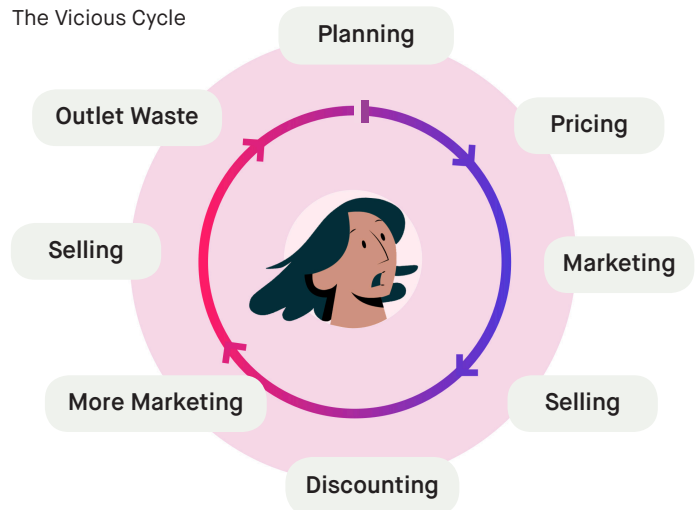 The Vicious Cycle
Planning
Pricing
Marketing
Selling
Discounting
More Marketing
Selling
Outlet Waste